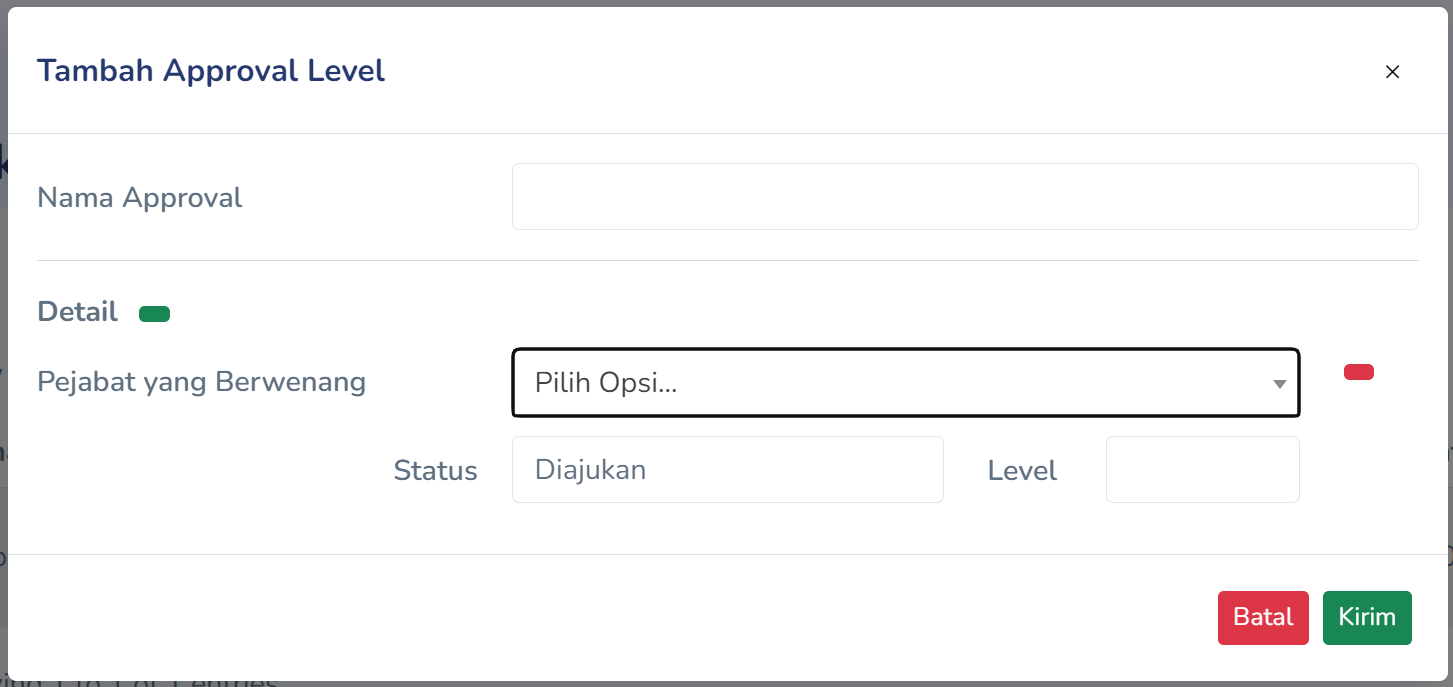 Tambah Approval Level ×
Nama Approval
Detail
Pejabat yang Berwenang Pilih Opsi...
Status Diajukan Level
Batal Kirim